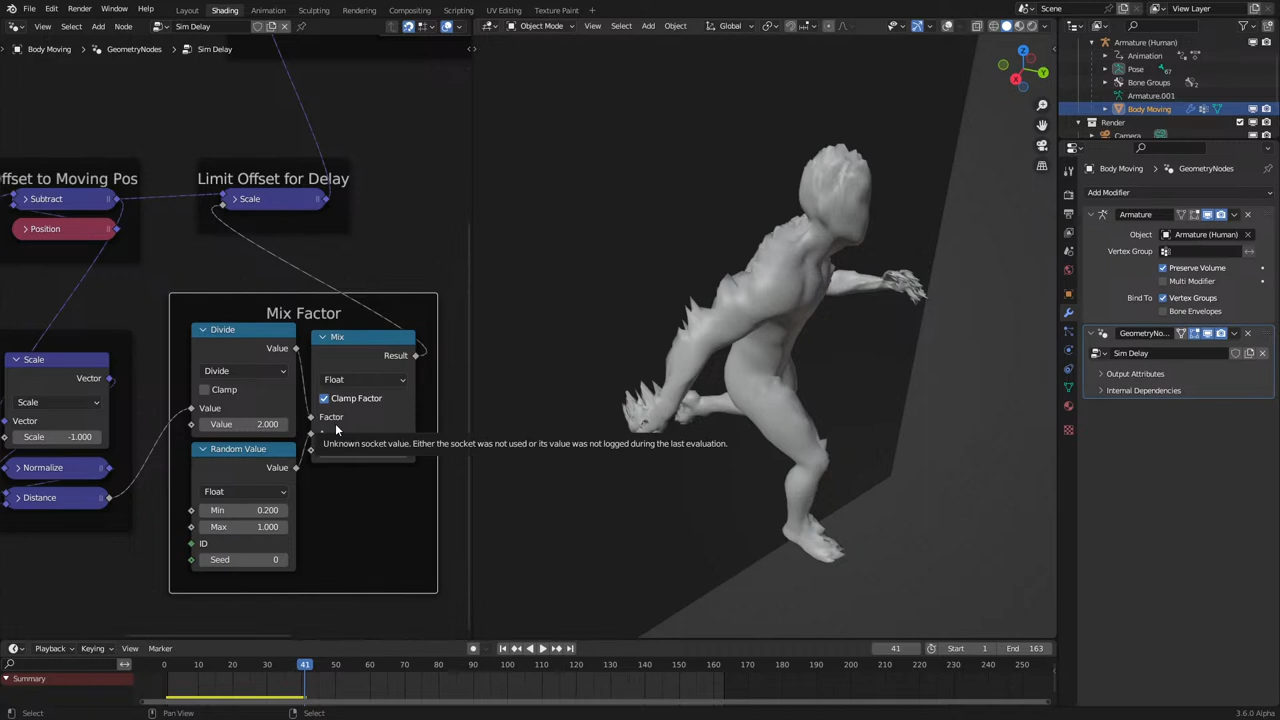 File Edit Render Window Help Layout Shading Animation Sculpting Rendering Compositing Scripting UV Editing Texture Paint Scene View Layer
View Select Add Node Sim Delay Object Mode View Select Add Object Global
Body Moving GeometryNodes Sim Delay
Armature (Human)
Animation
Pose 67
Bone Groups 2
Armature.001
Body Moving
Render
Camera
Body Moving GeometryNodes
Add Modifier
Armature
Object Armature (Human)
Vertex Group
Preserve Volume
Multi Modifier
Bind To Vertex Groups
Bone Envelopes
GeometryNo...
Sim Delay
Output Attributes
Internal Dependencies
ffset to Moving Pos
Subtract
Position
Limit Offset for Delay
Scale
Scale
Vector
Scale
Vector
Scale -1.000
Normalize
Distance
Mix Factor
Divide
Value
Divide
Clamp
Value
Value 2.000
Random Value
Value
Float
Min 0.200
Max 1.000
ID
Seed 0
Mix
Result
Float
Clamp Factor
Factor
Unknown socket value. Either the socket was not used or its value was not logged during the last evaluation.
X
Y
Z
Playback Keying View Marker 41 Start 1 End 163
0 10 20 30 41 50 60 70 80 90 100 110 120 130 140 150 160 170 180 190 200 210 220 230 240 250
Summary
Select Pan View Select 3.6.0 Alpha